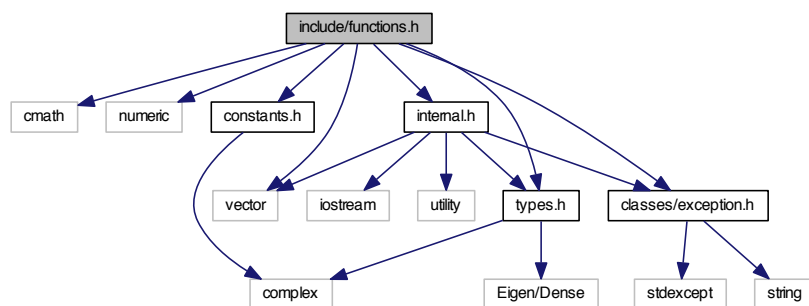 include/functions.h
cmath
numeric
constants.h
internal.h
vector
iostream
utility
types.h
classes/exception.h
complex
Eigen/Dense
stdexcept
string